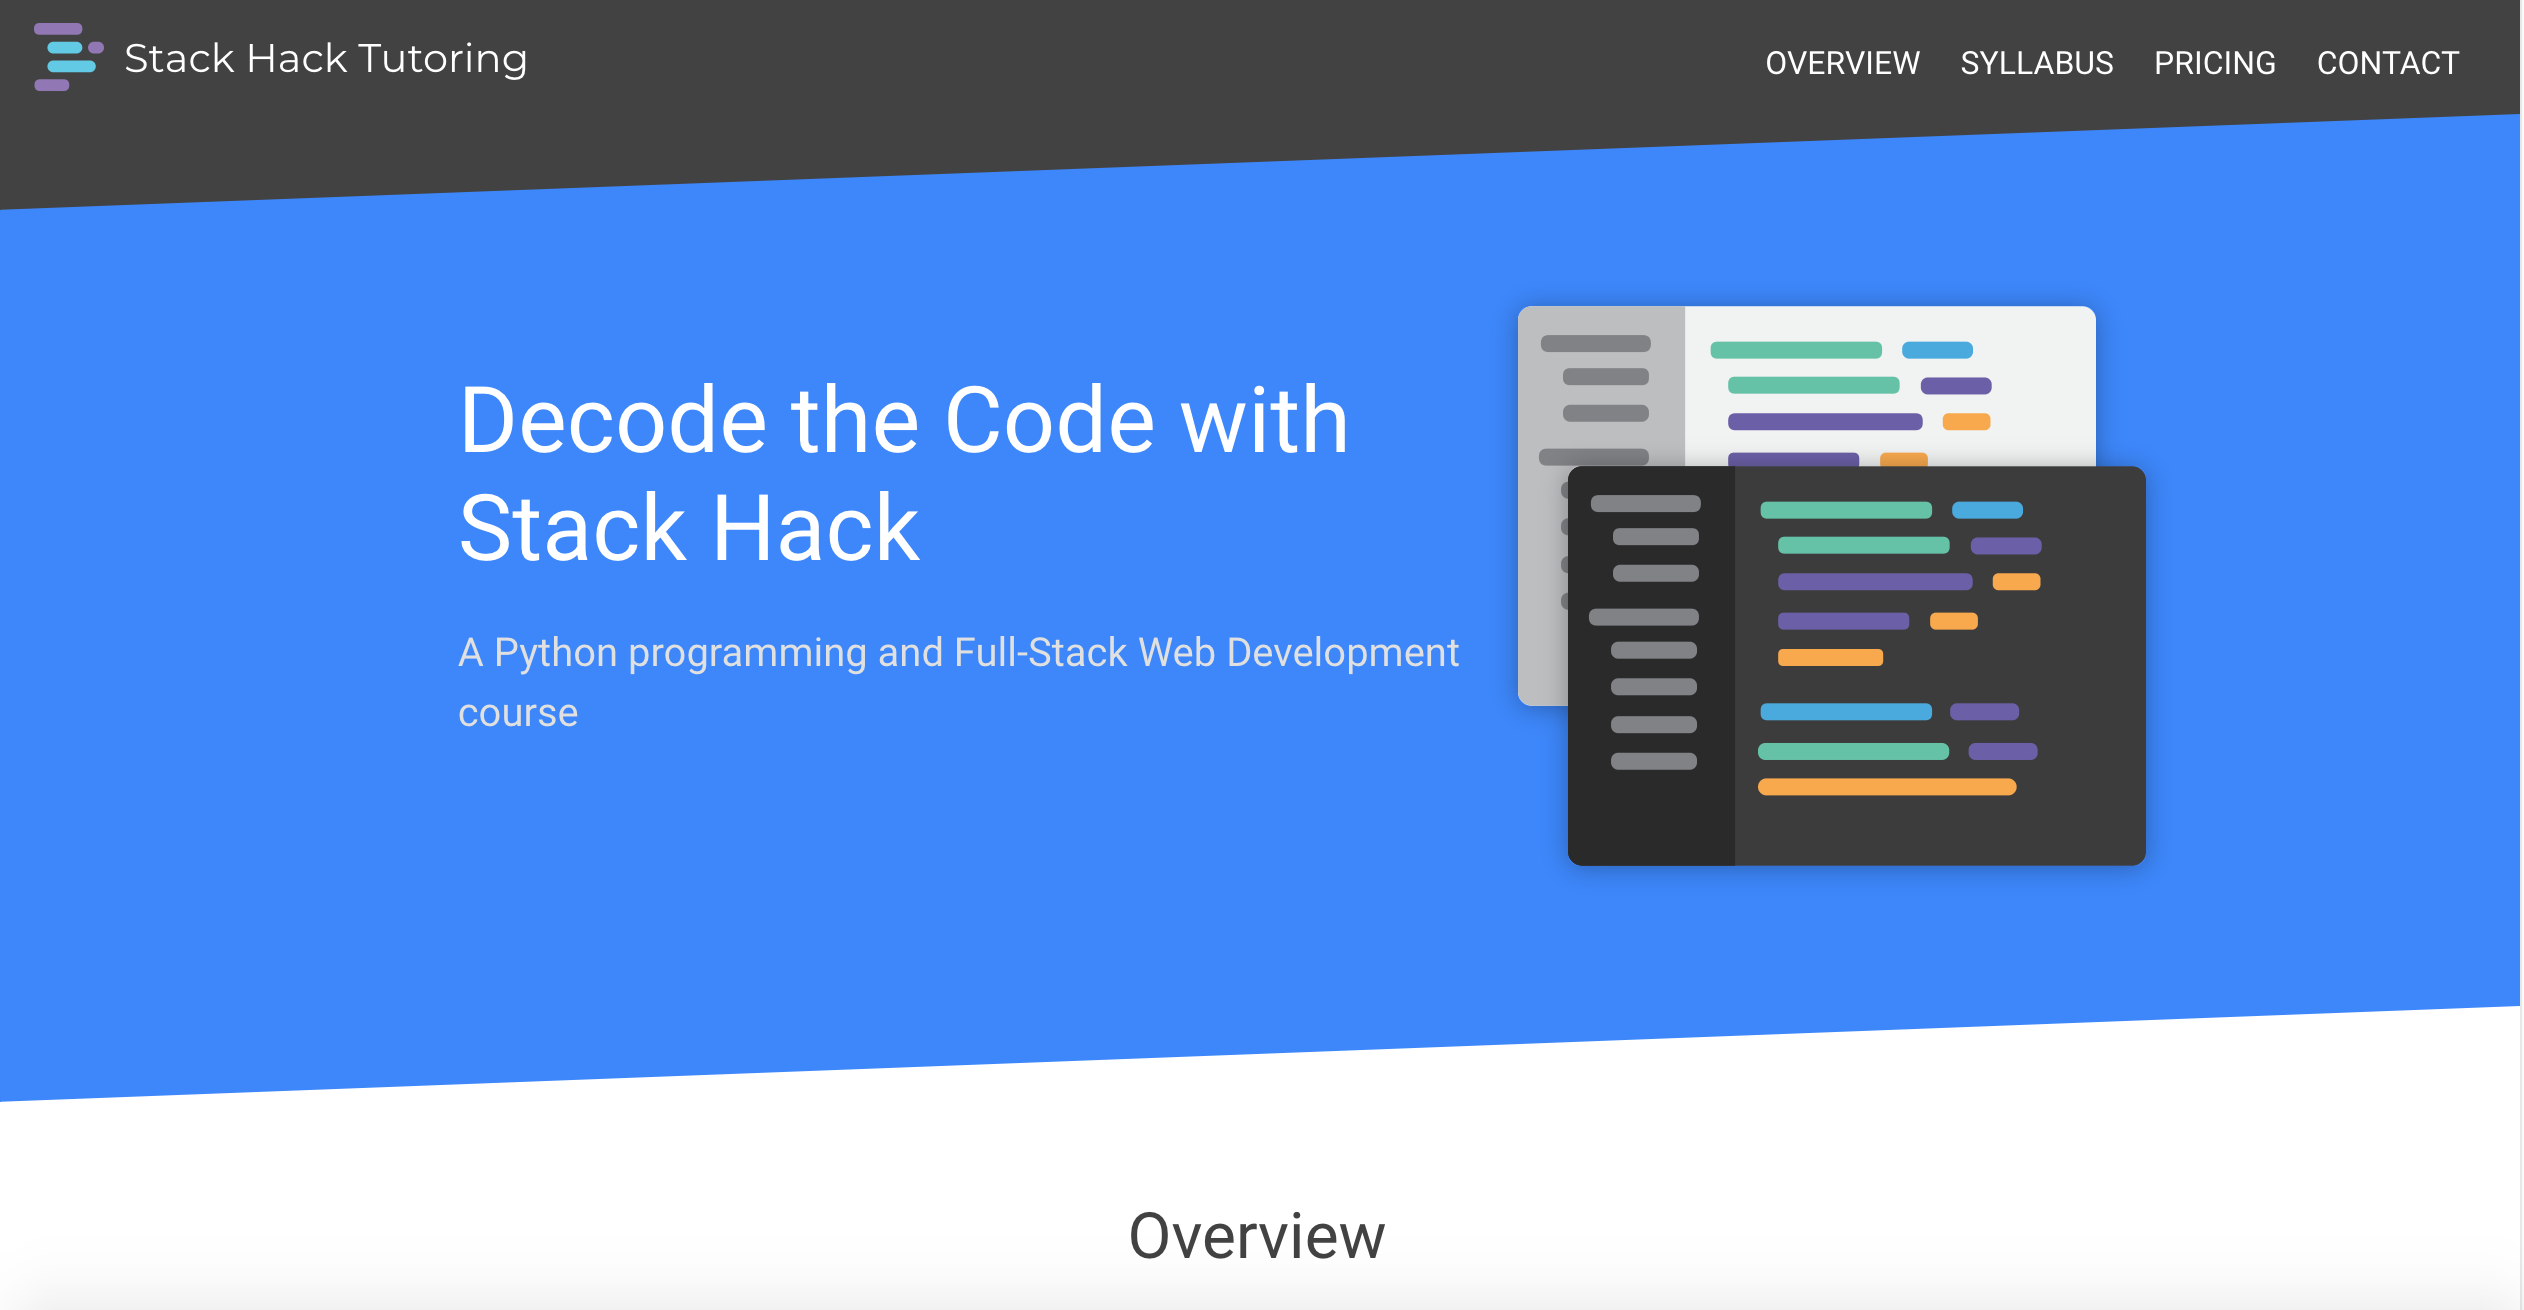 Stack Hack Tutoring
OVERVIEW SYLLABUS PRICING CONTACT
Decode the Code with
Stack Hack
A Python programming and Full-Stack Web Development
course
Overview